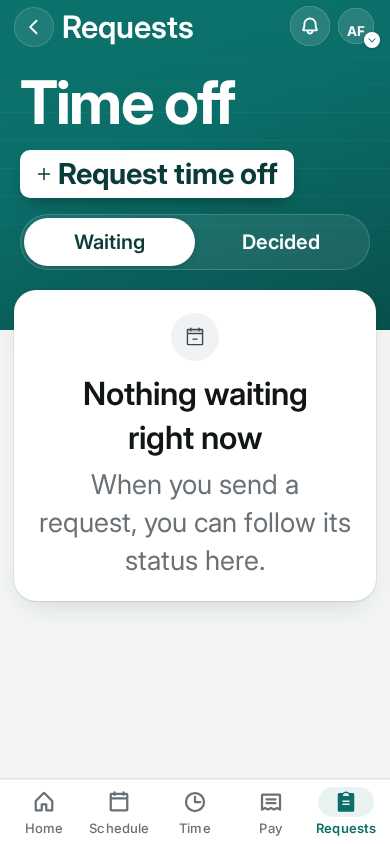 Requests
AF
Time off
+ Request time off
Waiting
Decided
Nothing waiting
right now
When you send a
request, you can follow its
status here.
Home
Schedule
Time
Pay
Requests